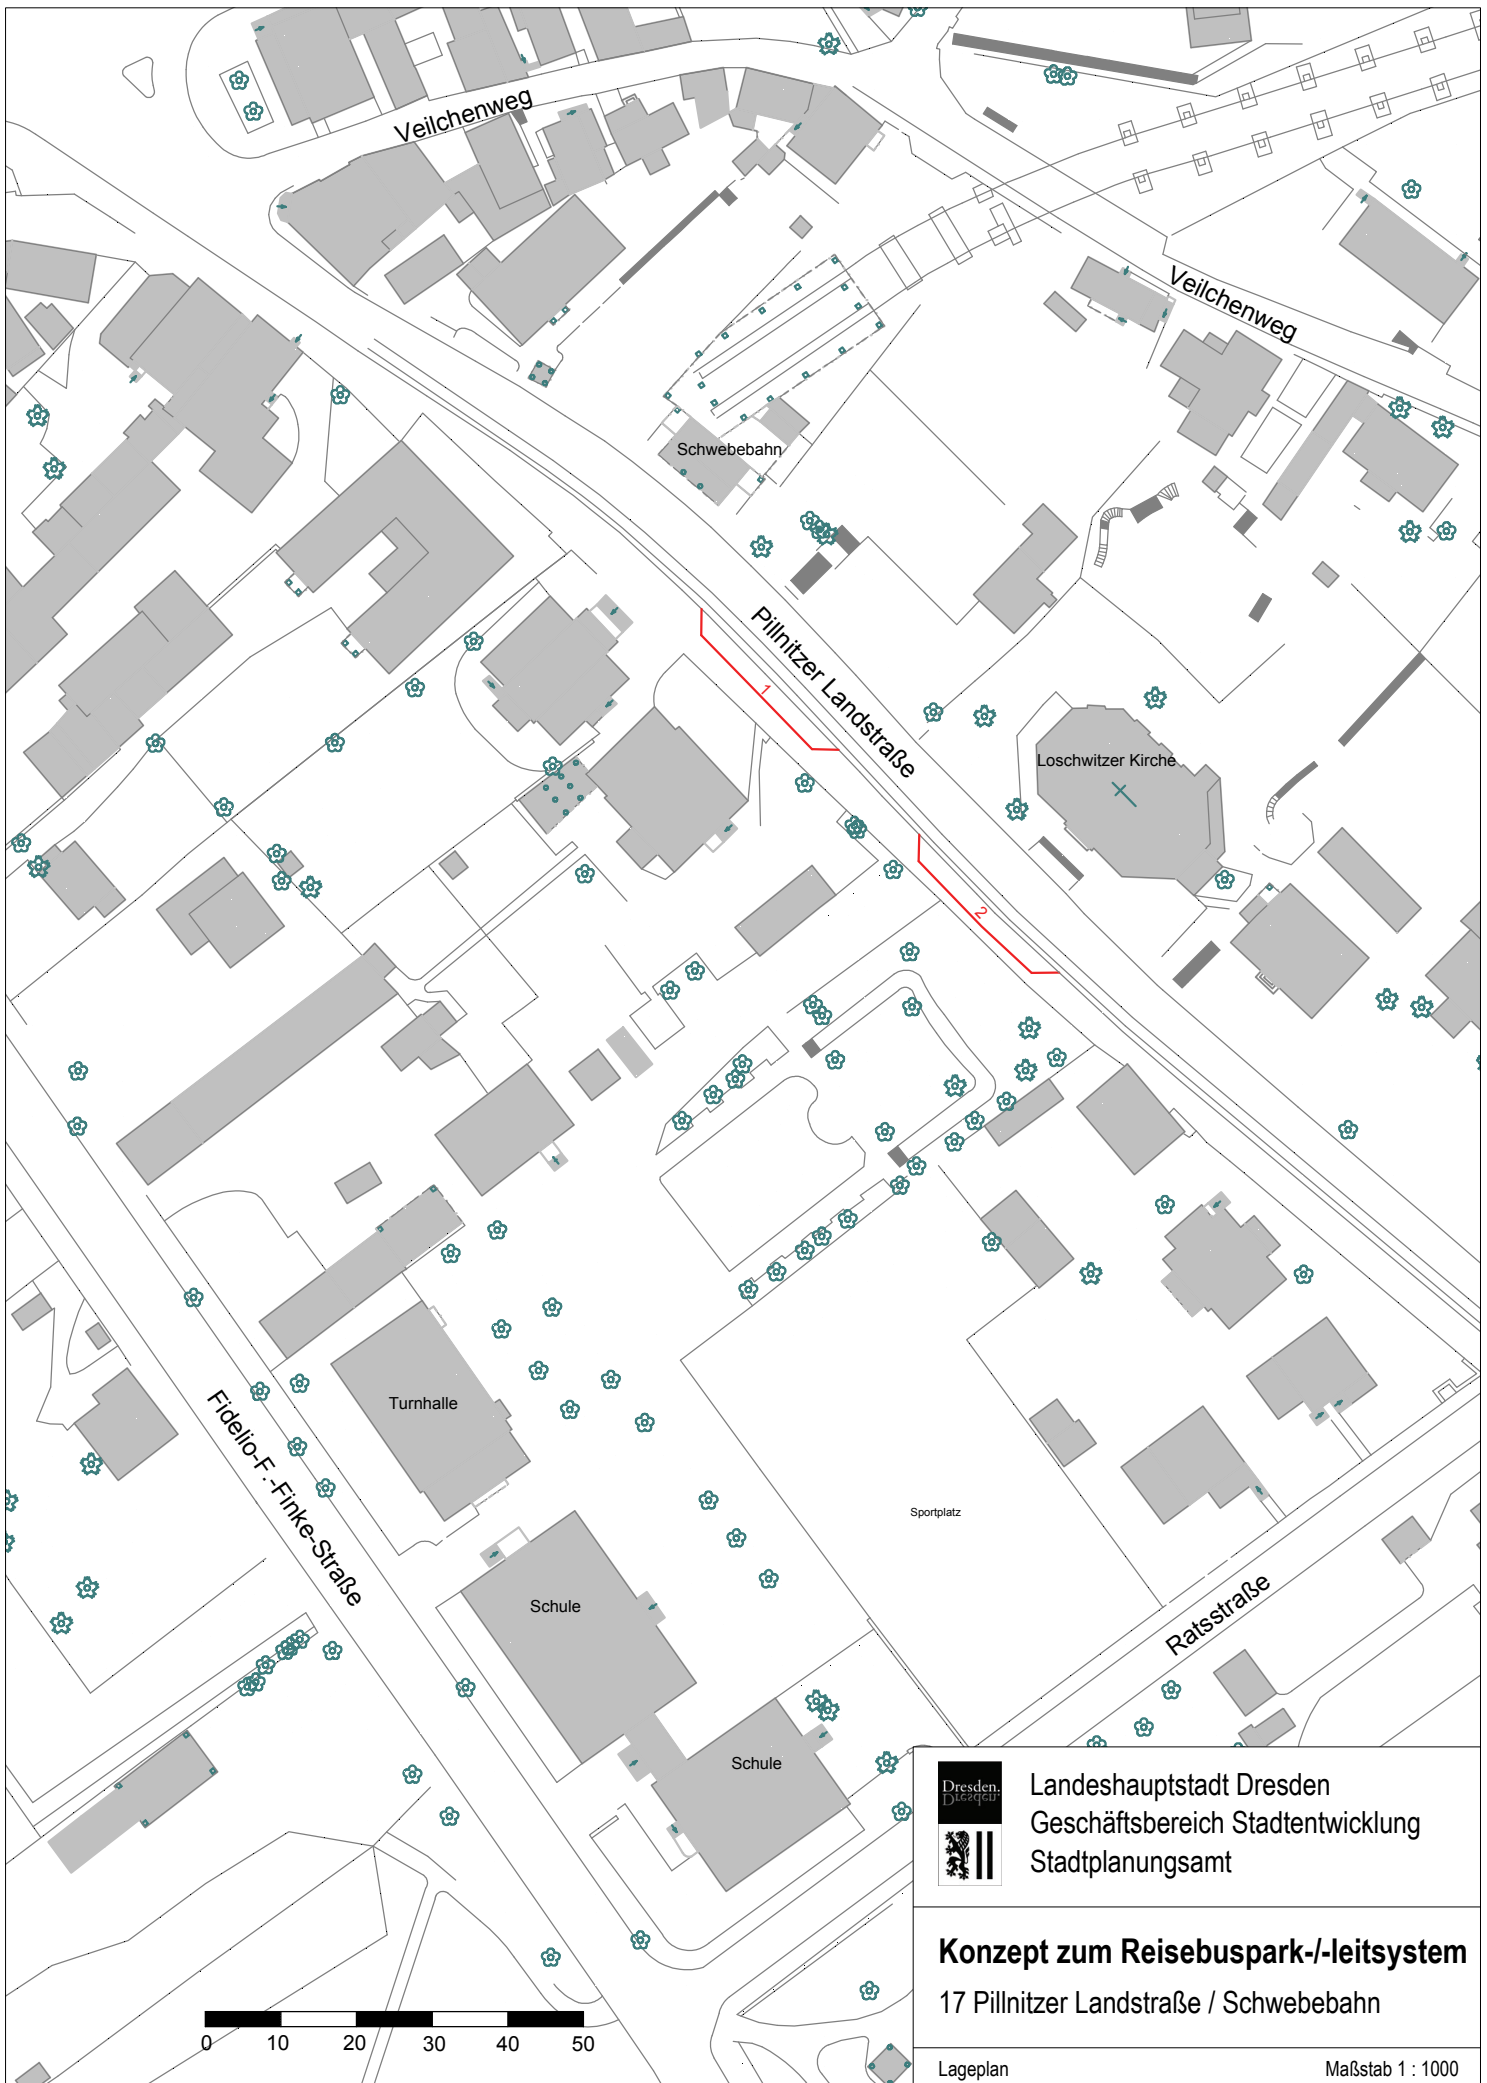 Veilchenweg
Veilchenweg
Schwebebahn
Pillnitzer Landstraße
1
Loschwitzer Kirche
2
Turnhalle
Fidelio-F.-Finke-Straße
Sportplatz
Schule
Ratsstraße
Schule
Dresden.
Dresden.
Landeshauptstadt Dresden
Geschäftsbereich Stadtentwicklung
Stadtplanungsamt
Konzept zum Reisebuspark-/-leitsystem
17 Pillnitzer Landstraße / Schwebebahn
0 10 20 30 40 50
Lageplan Maßstab 1 : 1000